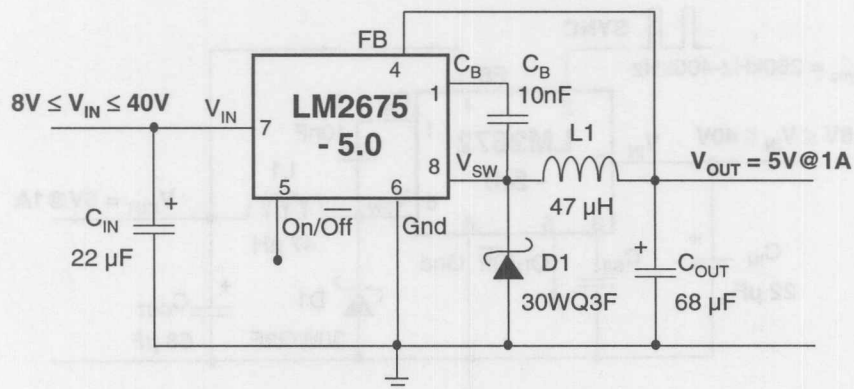 FB
4
C_B
C_B
1
10nF
8V ≤ V_IN ≤ 40V
V_IN
7
LM2675
- 5.0
L1
8
V_SW
V_OUT = 5V@1A
5
6
47 µH
C_IN
+
On/O̅f̅f̅
Gnd
22 µF
D1
30WQ3F
+
C_OUT
68 µF